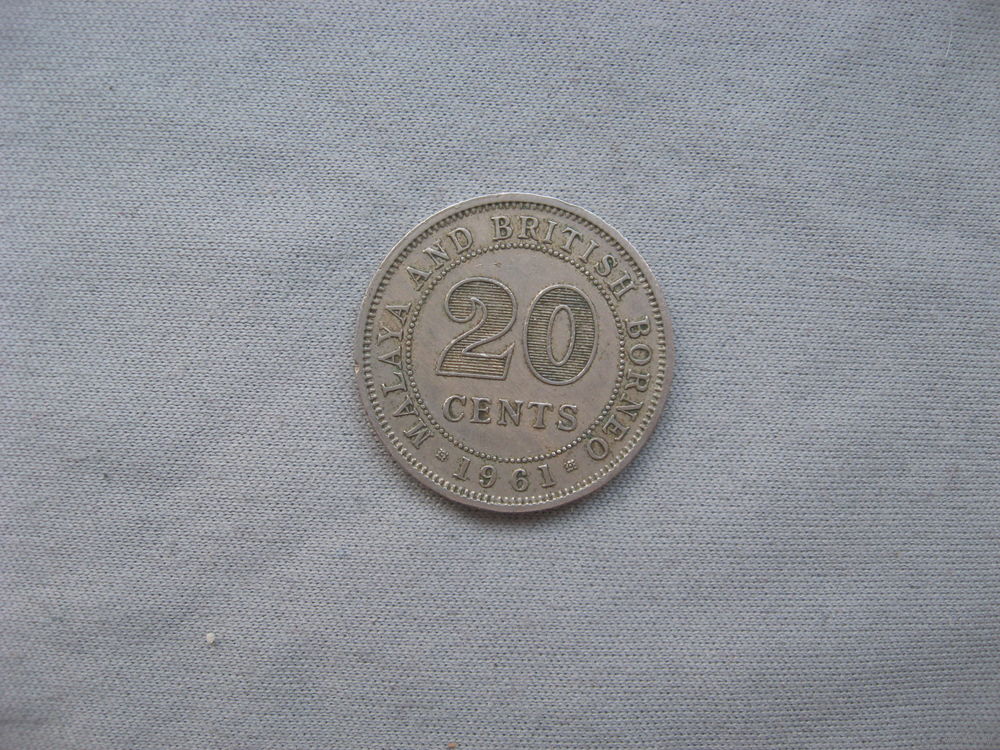 MALAYA AND BRITISH BORNEO
20
CENTS
1961